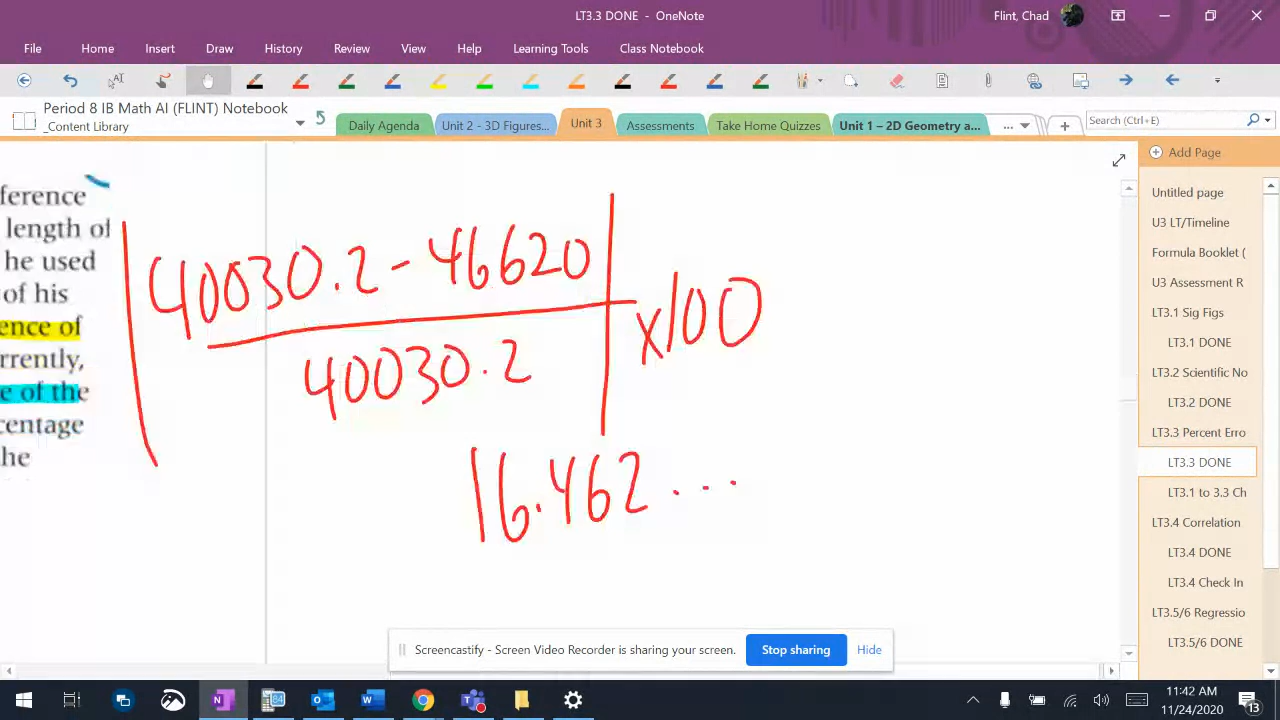 LT3.3 DONE - OneNote
Flint, Chad
File Home Insert Draw History Review View Help Learning Tools Class Notebook
Period 8 IB Math AI (FLINT) Notebook
_Content Library
Daily Agenda
Unit 2 - 3D Figures...
Unit 3
Assessments
Take Home Quizzes
Unit 1 – 2D Geometry a...
...
Search (Ctrl+E)
Add Page
Untitled page
U3 LT/Timeline
Formula Booklet (
U3 Assessment R
LT3.1 Sig Figs
LT3.1 DONE
LT3.2 Scientific No
LT3.2 DONE
LT3.3 Percent Erro
LT3.3 DONE
LT3.1 to 3.3 Ch
LT3.4 Correlation
LT3.4 DONE
LT3.4 Check In
LT3.5/6 Regressio
LT3.5/6 DONE
ference
length of
he used
of his
ence of
rrently,
e of the
centage
the
40030.2 - 46620
40030.2
x100
16.462 ...
Screencastify - Screen Video Recorder is sharing your screen.
Stop sharing
Hide
11:42 AM
11/24/2020
13